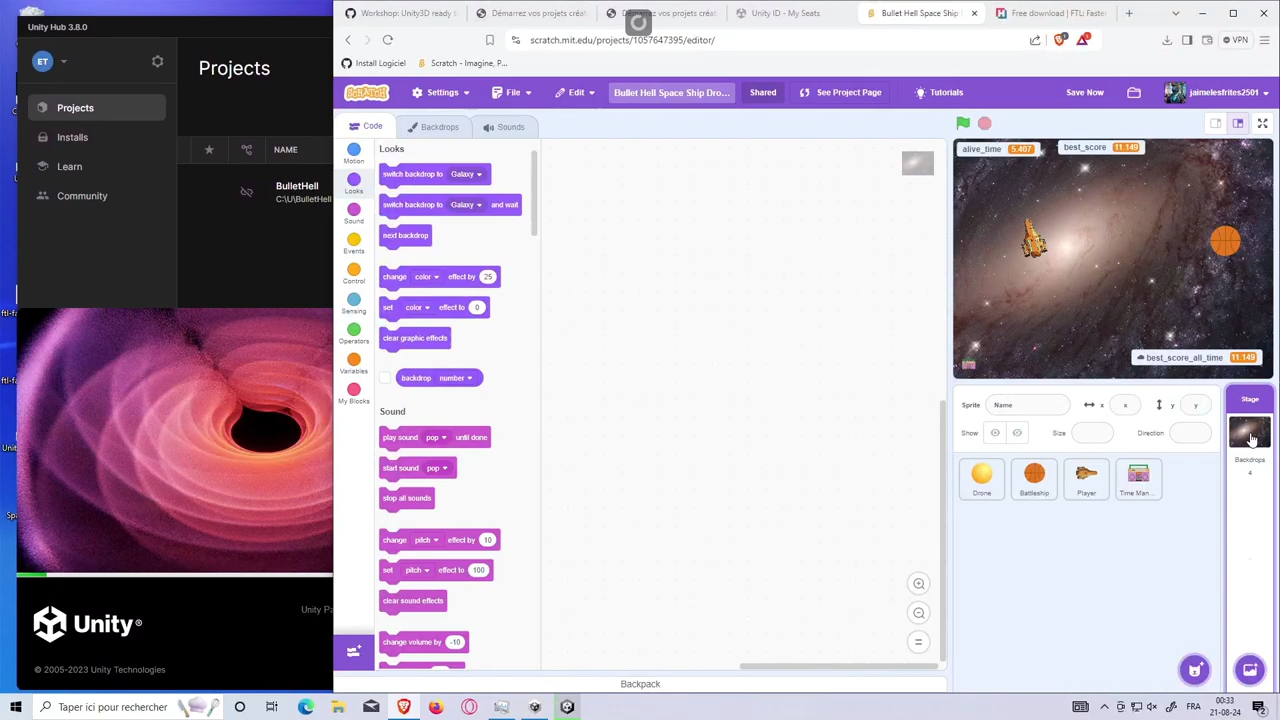 Unity Hub 3.8.0
ET
Projects
Projects
Installs
NAME
Learn
BulletHell
C:\U\BulletHell
Community
Unity®
Unity Pa
© 2005-2023 Unity Technologies
Workshop: Unity3D ready s
Démarrez vos projets créat
Démarrez vos projets créat
Unity ID - My Seats
Bullet Hell Space Ship
Free download | FTL: Faster
scratch.mit.edu/projects/1057647395/editor/
VPN
Install Logiciel
Scratch - Imagine, P...
SCRATCH
Settings
File
Edit
Bullet Hell Space Ship Dro...
Shared
See Project Page
Tutorials
Save Now
jaimelesfrites2501
Code
Backdrops
Sounds
Motion
Looks
Sound
Events
Control
Sensing
Operators
Variables
My Blocks
Looks
switch backdrop to Galaxy
switch backdrop to Galaxy and wait
next backdrop
change color effect by 25
set color effect to 0
clear graphic effects
backdrop number
Sound
play sound pop until done
start sound pop
stop all sounds
change pitch effect by 10
set pitch effect to 100
clear sound effects
change volume by -10
Backpack
alive_time 5.407
best_score 11.149
best_score_all_time 11.149
Sprite Name x x y y
Show Size Direction
Stage
Backdrops
4
Drone
Battleship
Player
Time Man...
Taper ici pour rechercher
FRA
00:33
21-08-24
2